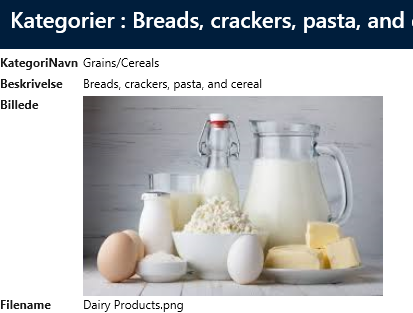 Kategorier : Breads, crackers, pasta, and
KategoriNavn Grains/Cereals
Beskrivelse Breads, crackers, pasta, and cereal
Billede
Filename Dairy Products.png